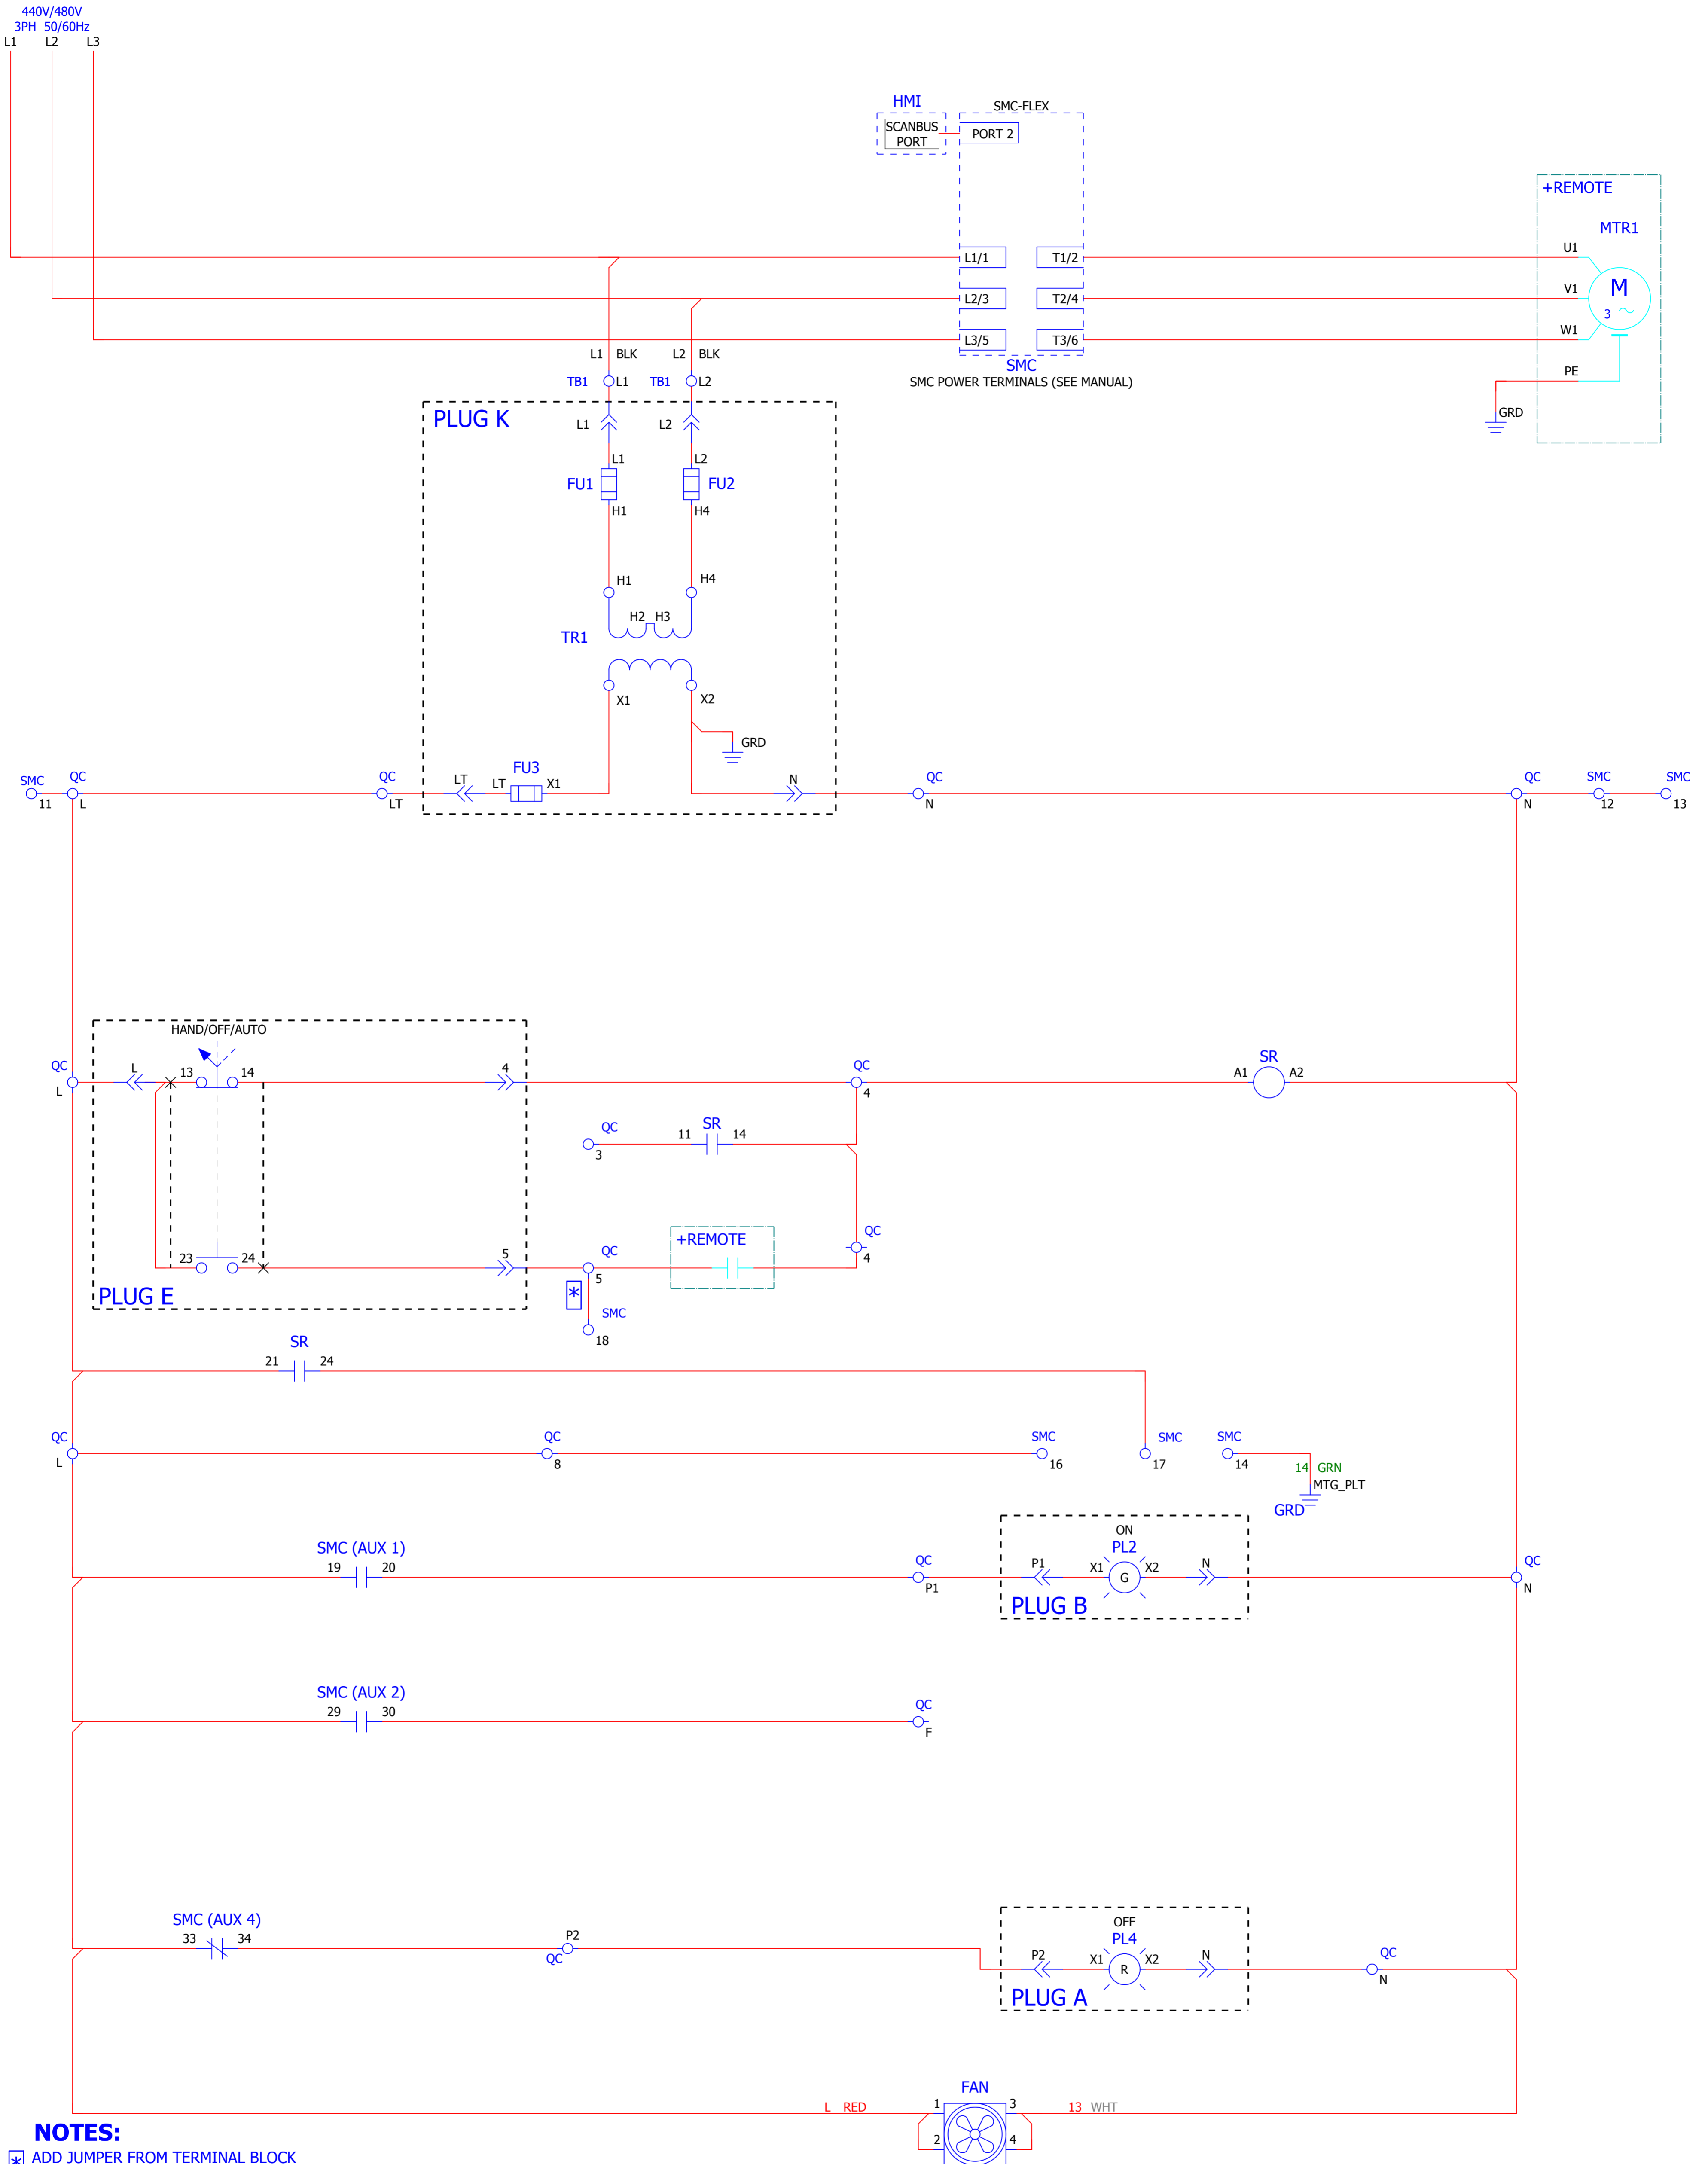 440V/480V
3PH 50/60Hz
L1 L2 L3
HMI
SCANBUS
PORT
SMC-FLEX
PORT 2
+REMOTE
MTR1
L1/1 T1/2 U1
L2/3 T2/4 V1
M
3
L3/5 T3/6 W1
L1 BLK L2 BLK
SMC
SMC POWER TERMINALS (SEE MANUAL)
PE
GRD
TB1 L1 TB1 L2
PLUG K
L1 L2
L1 L2
FU1 FU2
H1 H4
H1 H4
H2 H3
TR1
X1 X2
GRD
SMC QC QC LT LT FU3 X1 N QC QC SMC SMC
11 L LT N N 12 13
HAND/OFF/AUTO
QC L 13 14 4 QC SR
A1 A2
L 4
QC 11 SR 14
3
23 24 5 QC +REMOTE QC
5 4
PLUG E
*
SMC
18
SR
21 24
QC QC SMC SMC SMC
L 8 16 17 14
14 GRN
MTG_PLT
GRD
ON
SMC (AUX 1) PL2
19 20 QC P1 X1 G X2 N QC
P1 N
PLUG B
SMC (AUX 2)
29 30 QC
F
OFF
SMC (AUX 4) PL4
33 34 P2
QC
P2 X1 R X2 N QC
N
PLUG A
FAN
L RED 1 3 13 WHT
2 4
NOTES:
* ADD JUMPER FROM TERMINAL BLOCK